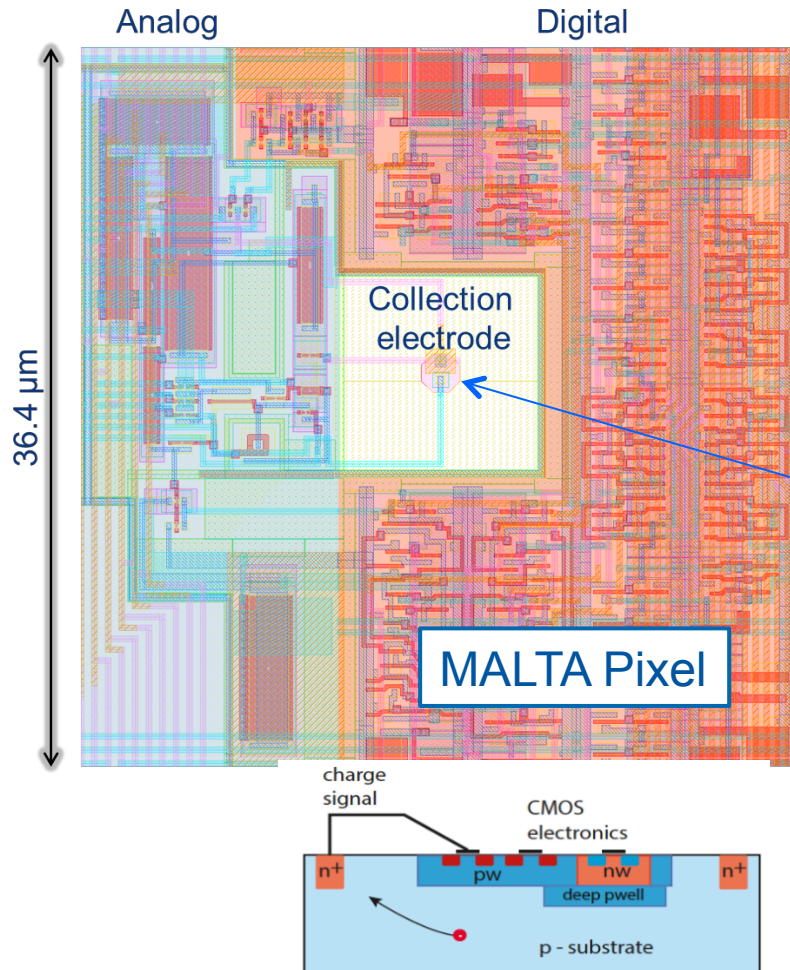 Analog
Digital
36.4 µm
Collection
electrode
MALTA Pixel
charge
signal
CMOS
electronics
n+
pw
nw
n+
deep pwell
p - substrate